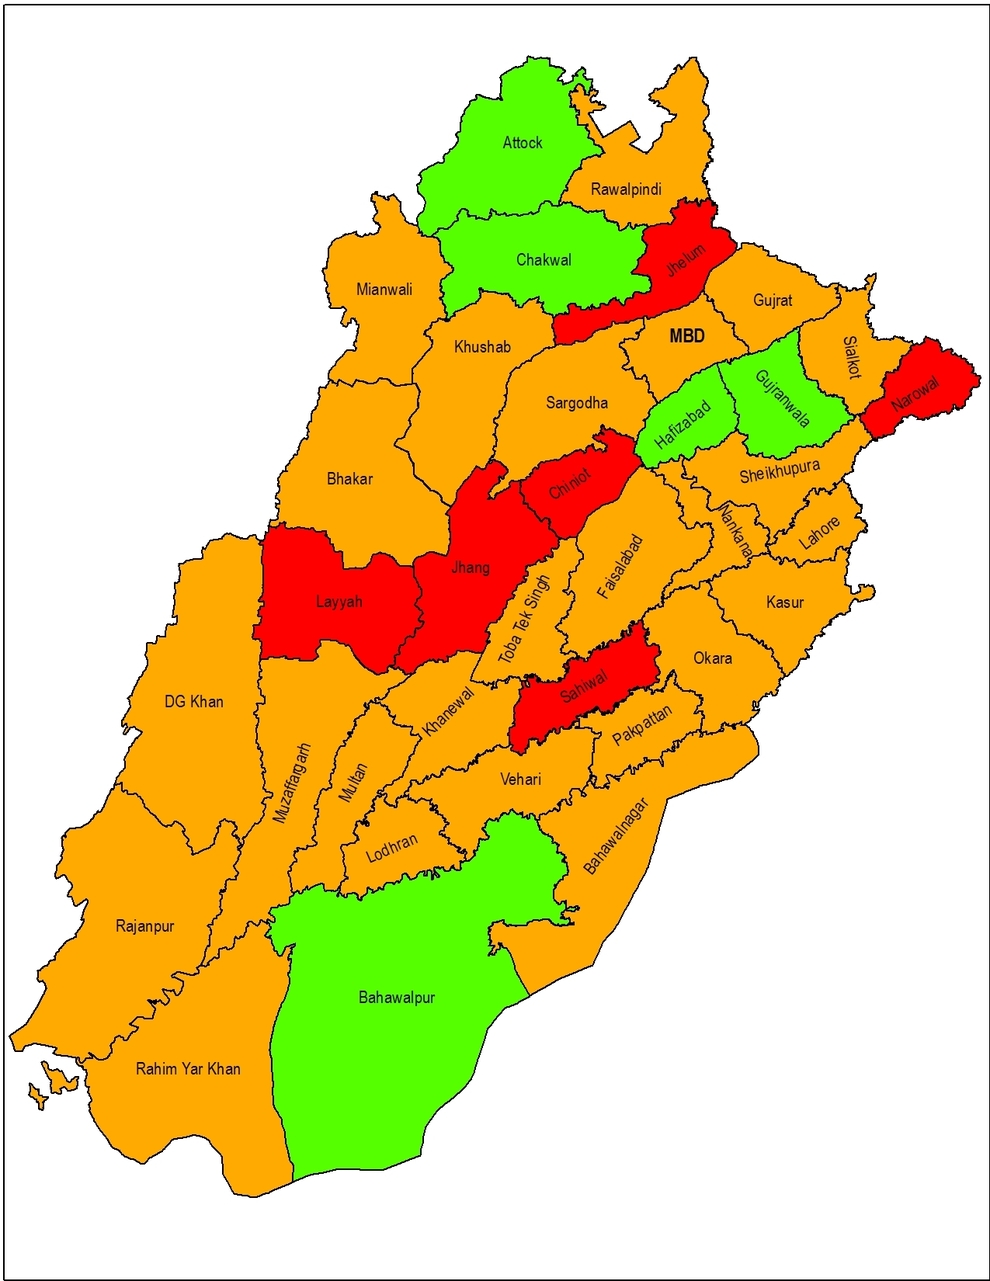 Attock
Rawalpindi
Chakwal
Jhelum
Mianwali
Gujrat
MBD
Khushab
Sialkot
Narowal
Sargodha
Hafizabad
Gujranwala
Sheikhupura
Bhakar
Chiniot
Nankana
Lahore
Jhang
Faisalabad
Layyah
Toba Tek Singh
Kasur
Okara
DG Khan
Sahiwal
Khanewal
Pakpattan
Muzaffargarh
Multan
Vehari
Bahawalnagar
Lodhran
Rajanpur
Bahawalpur
Rahim Yar Khan